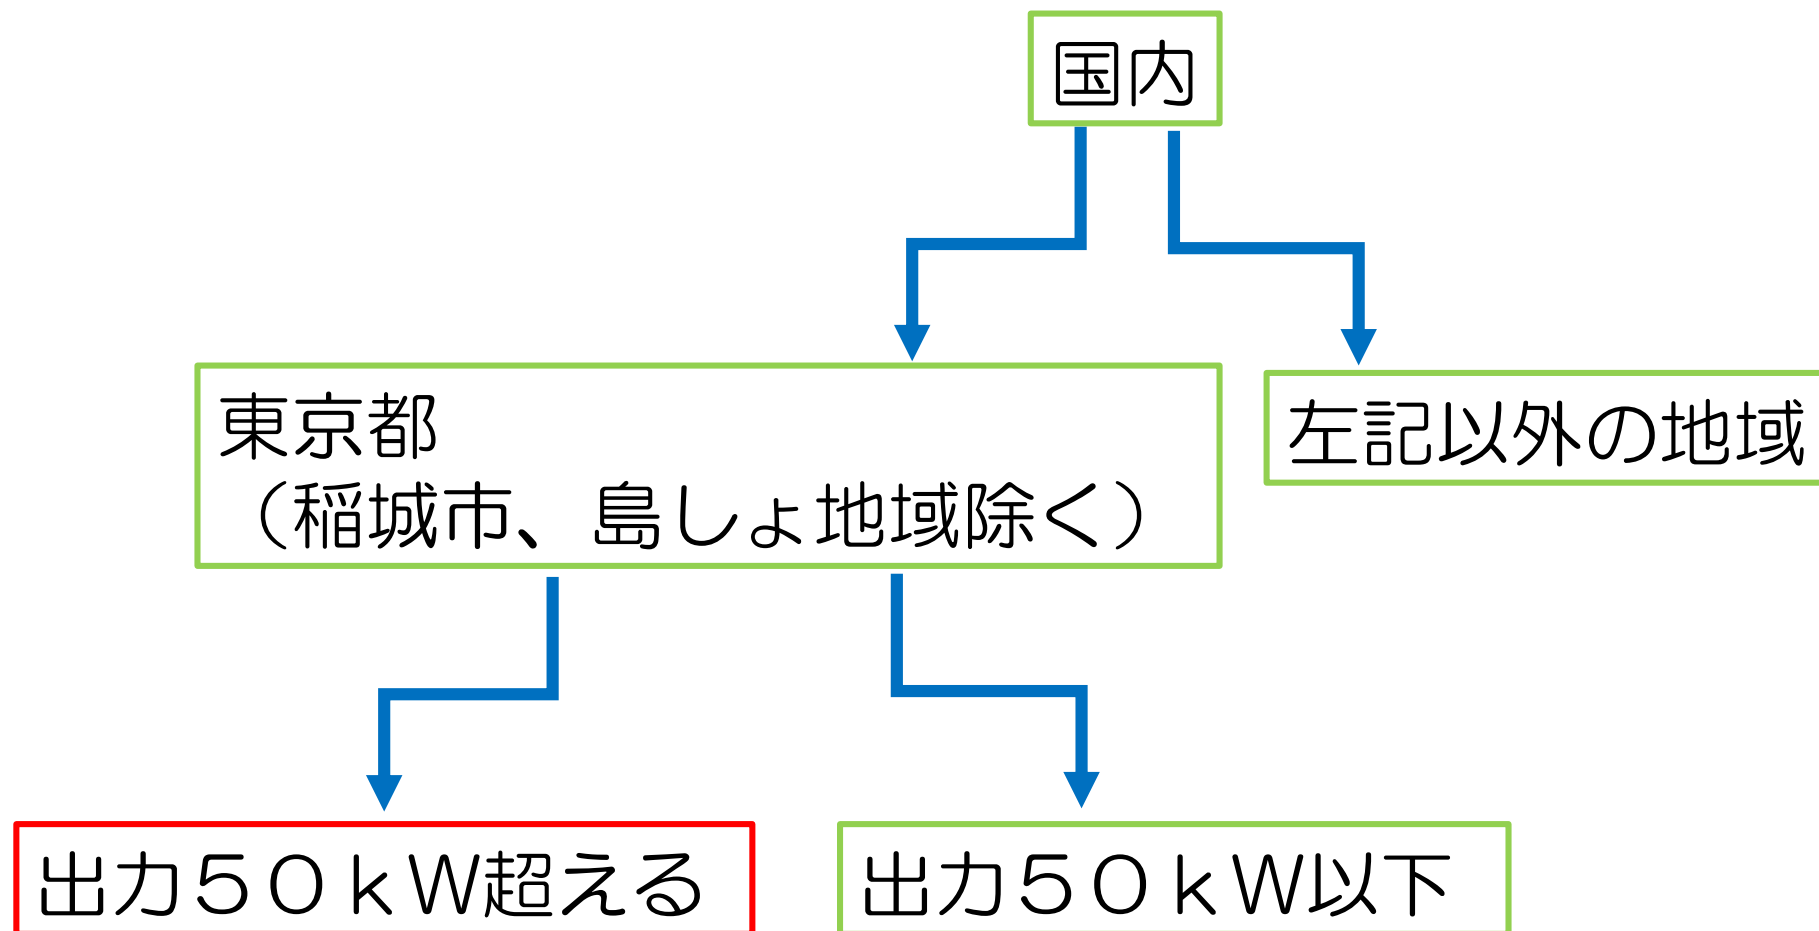 国内
東京都
（稲城市、島しょ地域除く）
左記以外の地域
出力５０ｋＷ超える
出力５０ｋＷ以下